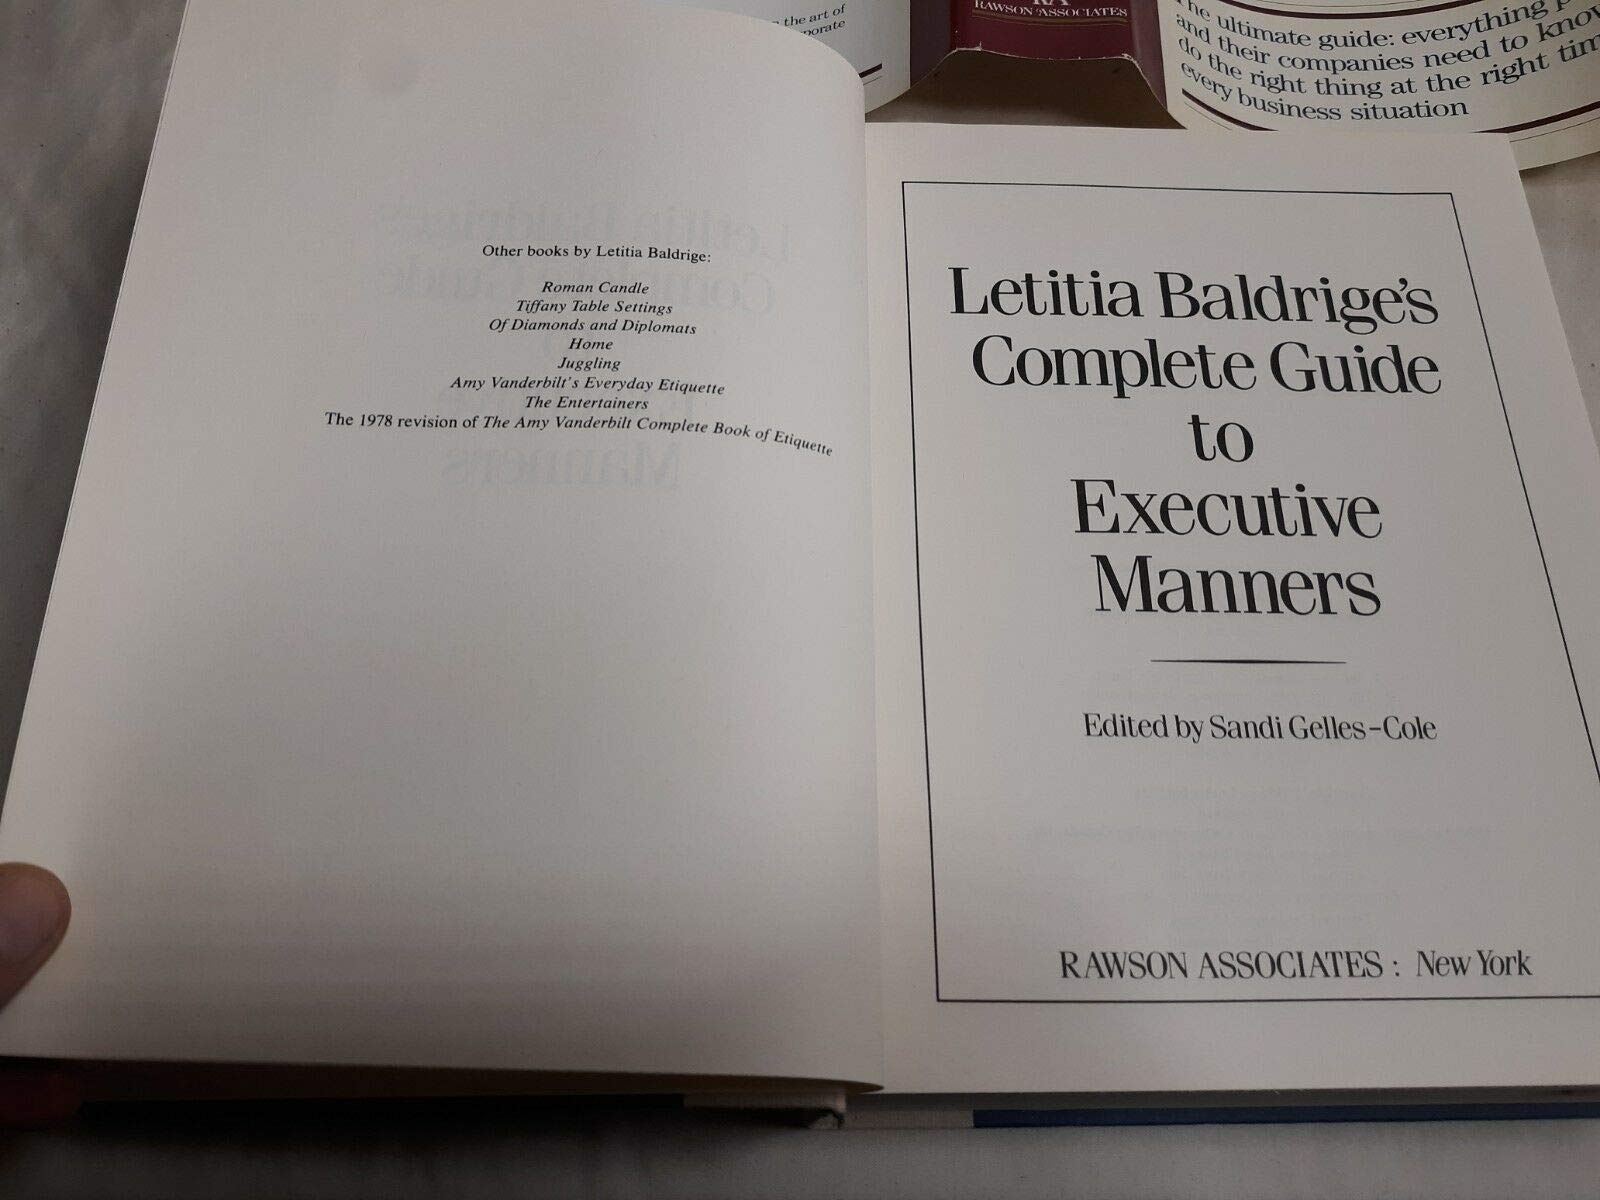 the art of
porate
RAWSON ASSOCIATES
The ultimate guide: everything
and their companies need to know
do the right thing at the right time
every business situation
Other books by Letitia Baldrige:
Roman Candle
Tiffany Table Settings
Of Diamonds and Diplomats
Home
Juggling
Amy Vanderbilt's Everyday Etiquette
The Entertainers
The 1978 revision of The Amy Vanderbilt Complete Book of Etiquette
Letitia Baldrige's
Complete Guide
to
Executive
Manners
Edited by Sandi Gelles-Cole
RAWSON ASSOCIATES : New York